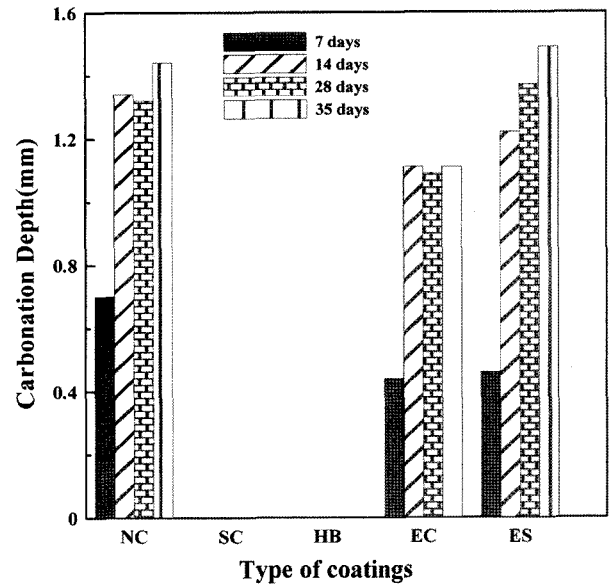 1.6
1.2
0.8
0.4
0
Carbonation Depth(mm)
7 days
14 days
28 days
35 days
NC SC HB EC ES
Type of coatings